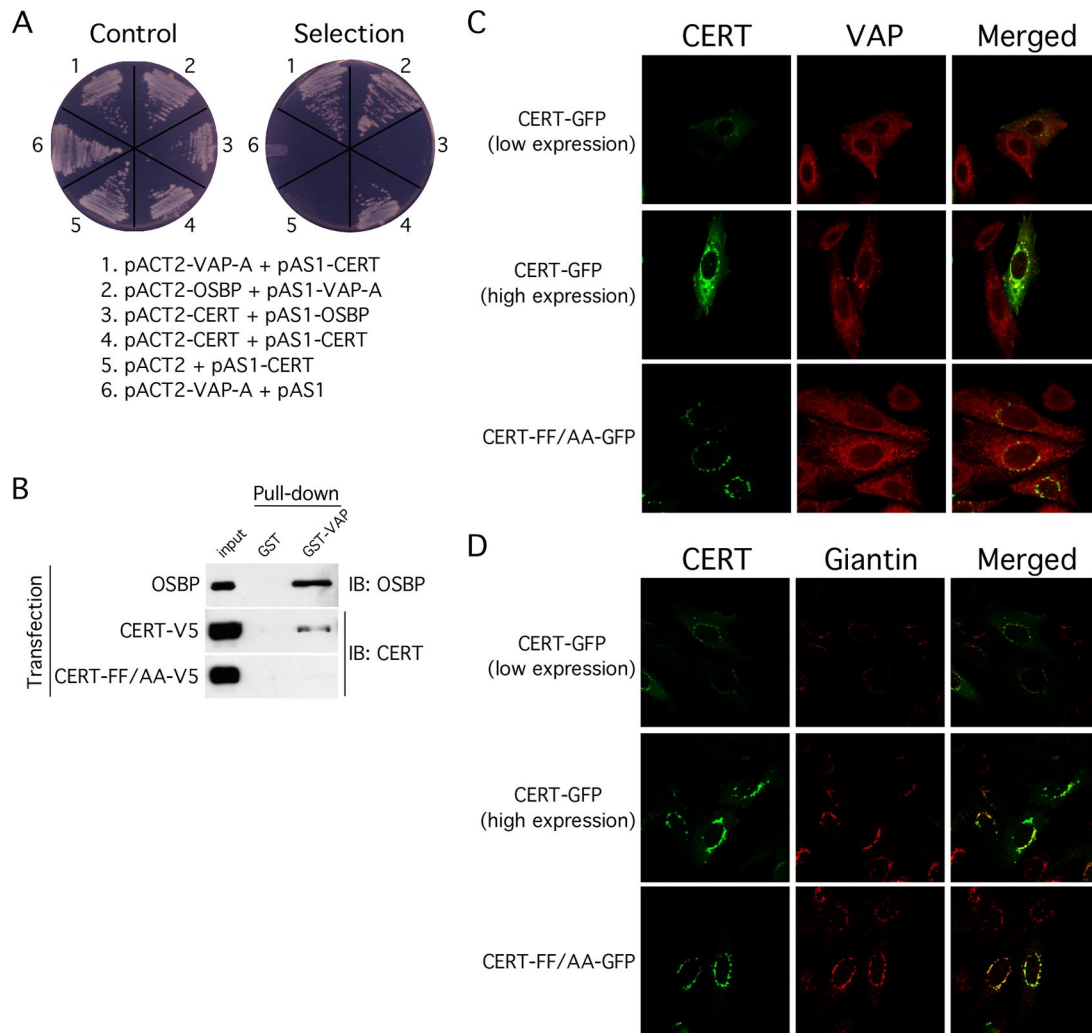 A
Control
Selection
1
2
3
4
5
6
1
2
3
4
5
6
1. pACT2-VAP-A + pAS1-CERT
2. pACT2-OSBP + pAS1-VAP-A
3. pACT2-CERT + pAS1-OSBP
4. pACT2-CERT + pAS1-CERT
5. pACT2 + pAS1-CERT
6. pACT2-VAP-A + pAS1
B
Pull-down
input
GST
GST-VAP
Transfection
OSBP
IB: OSBP
CERT-V5
IB: CERT
CERT-FF/AA-V5
C
CERT
VAP
Merged
CERT-GFP
(low expression)
CERT-GFP
(high expression)
CERT-FF/AA-GFP
D
CERT
Giantin
Merged
CERT-GFP
(low expression)
CERT-GFP
(high expression)
CERT-FF/AA-GFP